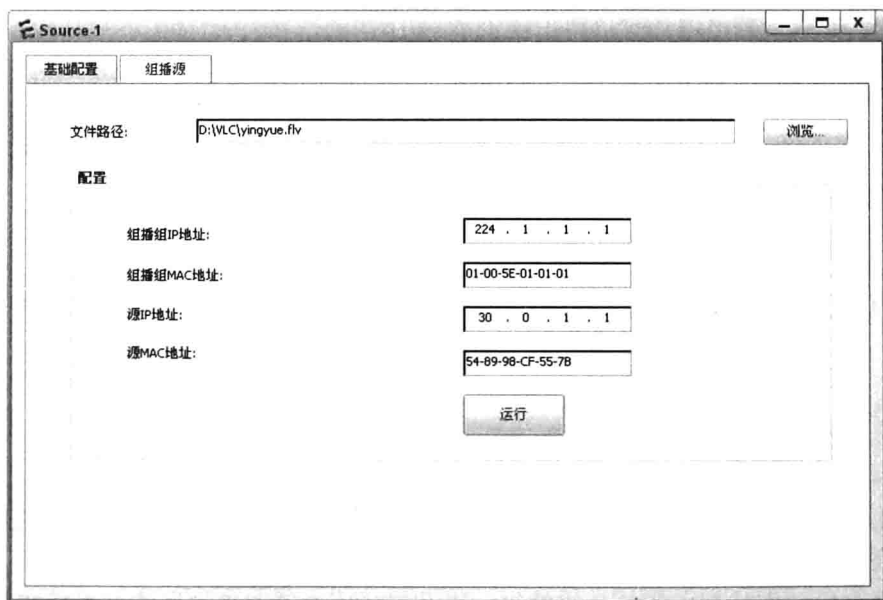 Source-1
基础配置 组播源
文件路径: D:\VLC\yingyue.flv 浏览...
配置
组播组IP地址: 224 . 1 . 1 . 1
组播组MAC地址: 01-00-5E-01-01-01
源IP地址: 30 . 0 . 1 . 1
源MAC地址: 54-89-98-CF-55-7B
运行